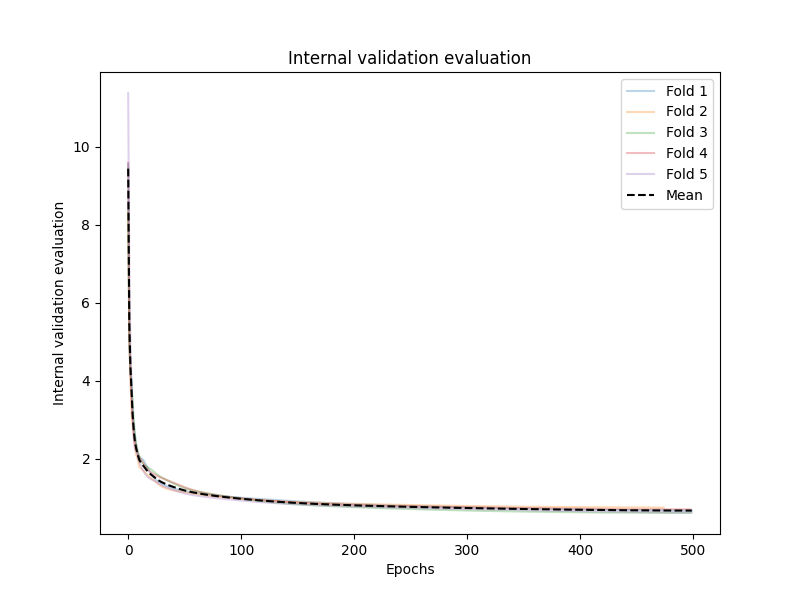 Internal validation evaluation
Fold 1
Fold 2
Fold 3
Fold 4
Fold 5
Mean
Internal validation evaluation
10
8
6
4
2
0 100 200 300 400 500
Epochs